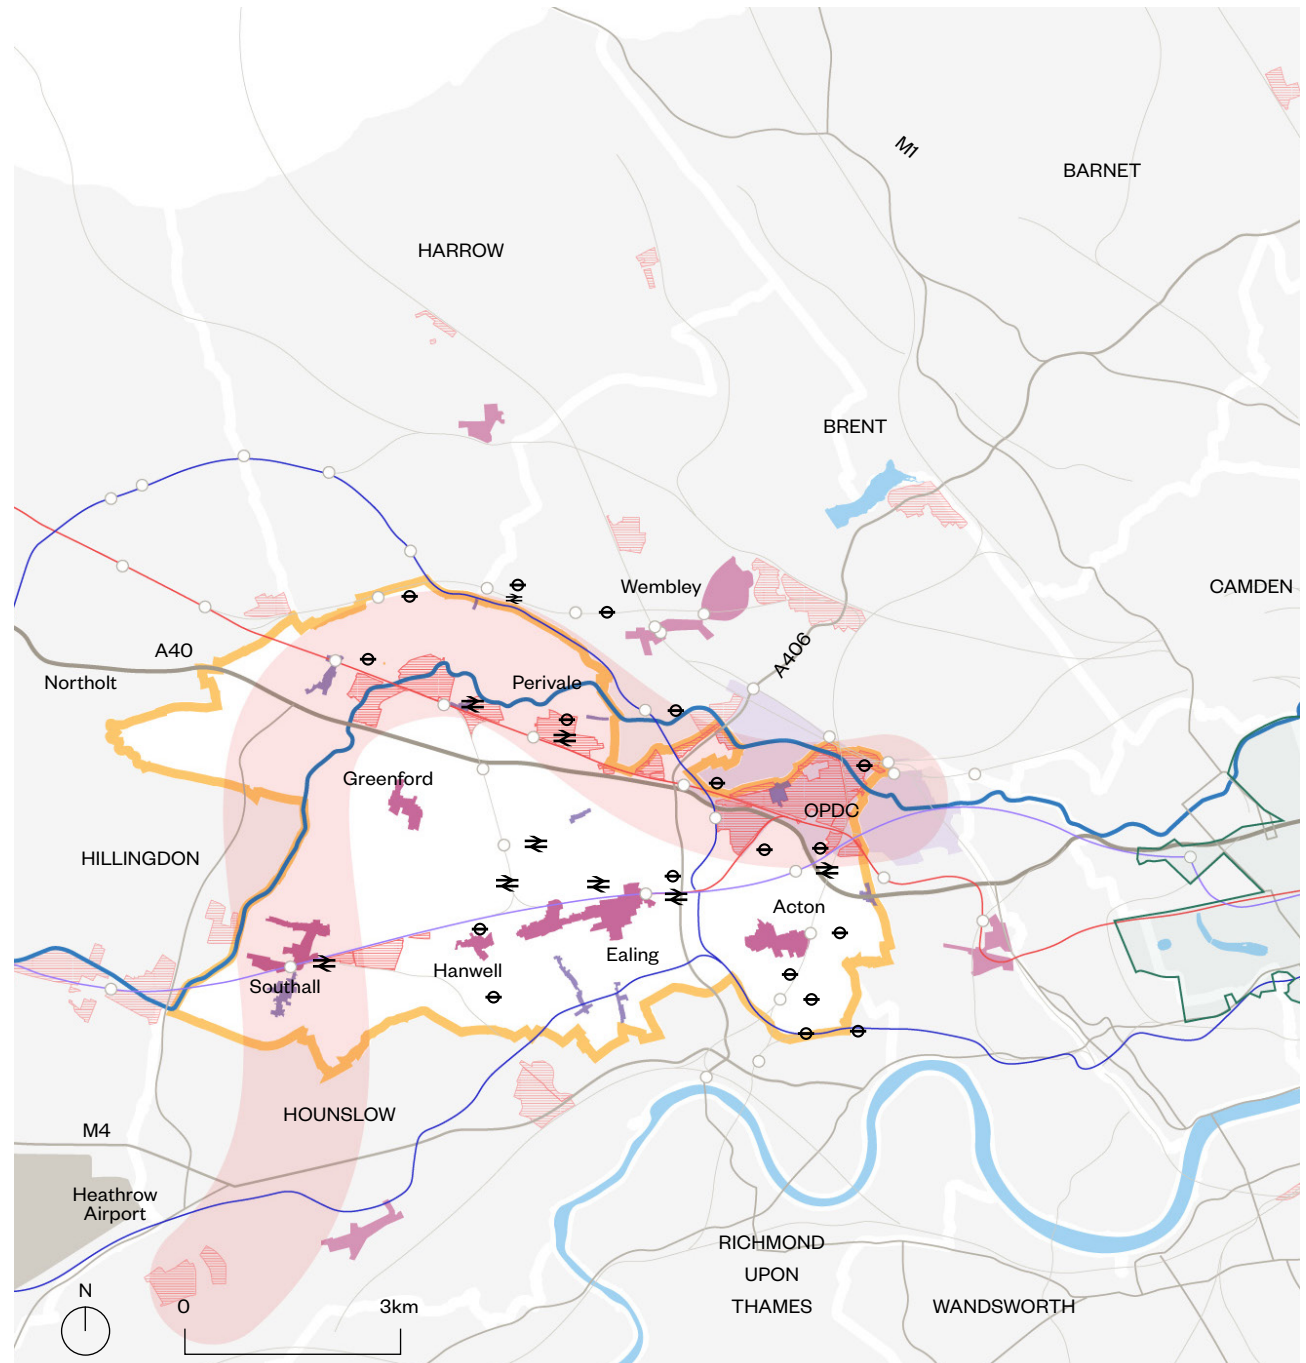 M1
BARNET
HARROW
BRENT
Wembley
CAMDEN
A406
A40
Northolt
Perivale
Greenford
OPDC
HILLINGDON
Acton
Ealing
Hanwell
Southall
HOUNSLOW
M4
Heathrow
Airport
RICHMOND
UPON
THAMES
WANDSWORTH
N
0
3km